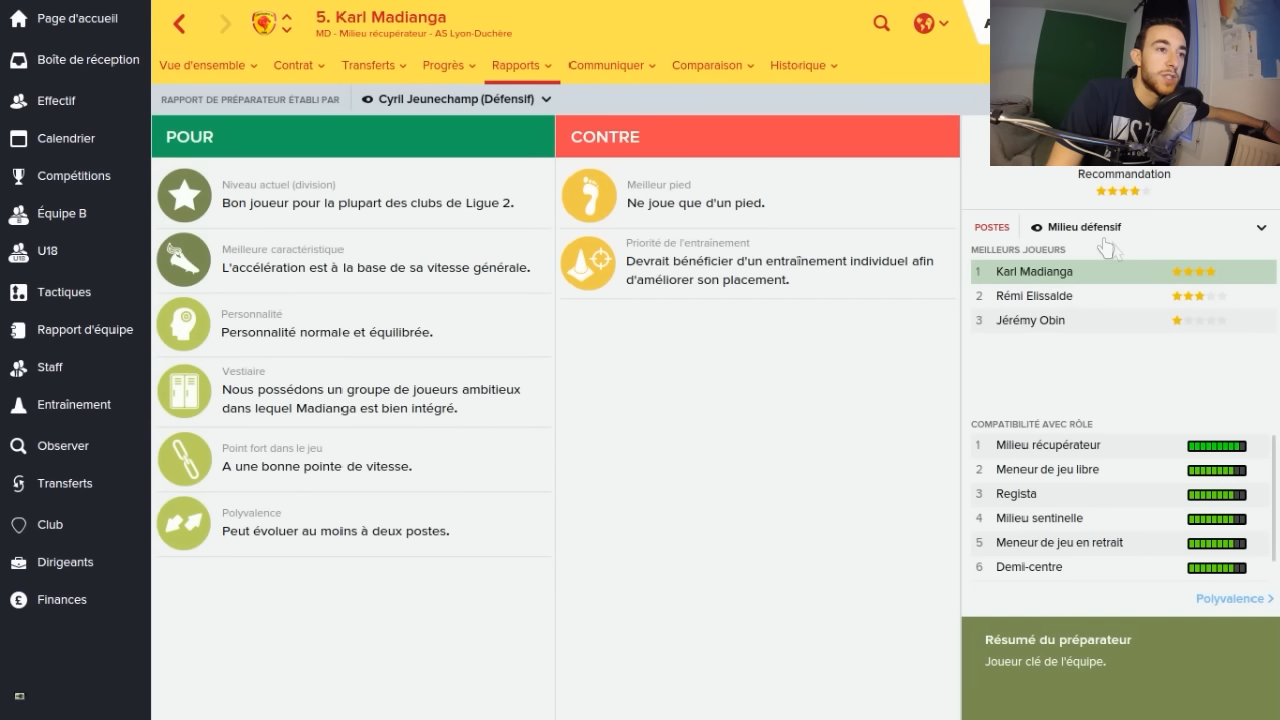 Page d'accueil
Boîte de réception
Effectif
Calendrier
Compétitions
Équipe B
U18
Tactiques
Rapport d'équipe
Staff
Entraînement
Observer
Transferts
Club
Dirigeants
Finances
5. Karl Madianga
MD - Milieu récupérateur - AS Lyon-Duchère
Vue d'ensemble
Contrat
Transferts
Progrès
Rapports
Communiquer
Comparaison
Historique
RAPPORT DE PRÉPARATEUR ÉTABLI PAR
Cyril Jeunechamp (Défensif)
POUR
Niveau actuel (division)
Bon joueur pour la plupart des clubs de Ligue 2.
Meilleure caractéristique
L'accélération est à la base de sa vitesse générale.
Personnalité
Personnalité normale et équilibrée.
Vestiaire
Nous possédons un groupe de joueurs ambitieux
dans lequel Madianga est bien intégré.
Point fort dans le jeu
A une bonne pointe de vitesse.
Polyvalence
Peut évoluer au moins à deux postes.
CONTRE
Meilleur pied
Ne joue que d'un pied.
Priorité de l'entraînement
Devrait bénéficier d'un entraînement individuel afin
d'améliorer son placement.
Recommandation
POSTES
Milieu défensif
MEILLEURS JOUEURS
1 Karl Madianga
2 Rémi Elissalde
3 Jérémy Obin
COMPATIBILITÉ AVEC RÔLE
1 Milieu récupérateur
2 Meneur de jeu libre
3 Regista
4 Milieu sentinelle
5 Meneur de jeu en retrait
6 Demi-centre
Polyvalence
Résumé du préparateur
Joueur clé de l'équipe.